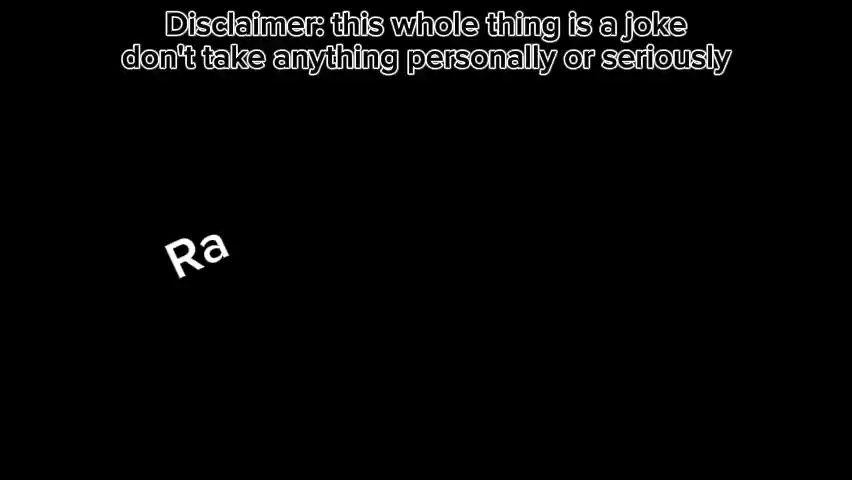 Disclaimer: this whole thing is a joke
don't take anything personally or seriously
Ra